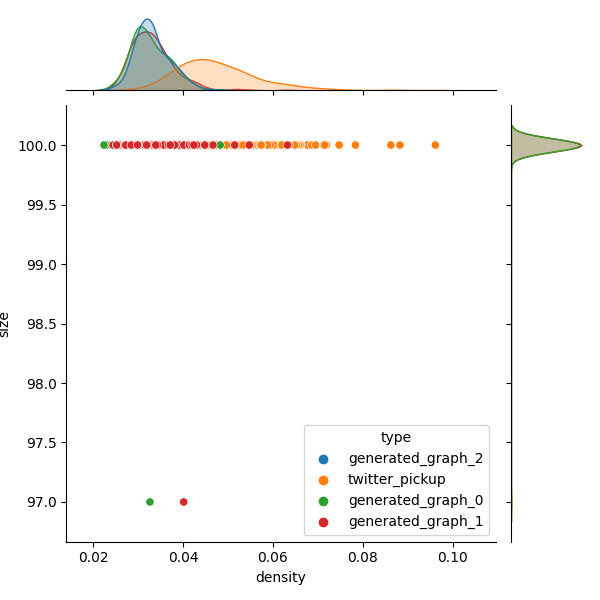 100.0
99.5
99.0
98.5
98.0
97.5
97.0
size
0.02 0.04 0.06 0.08 0.10
density
type
generated_graph_2
twitter_pickup
generated_graph_0
generated_graph_1